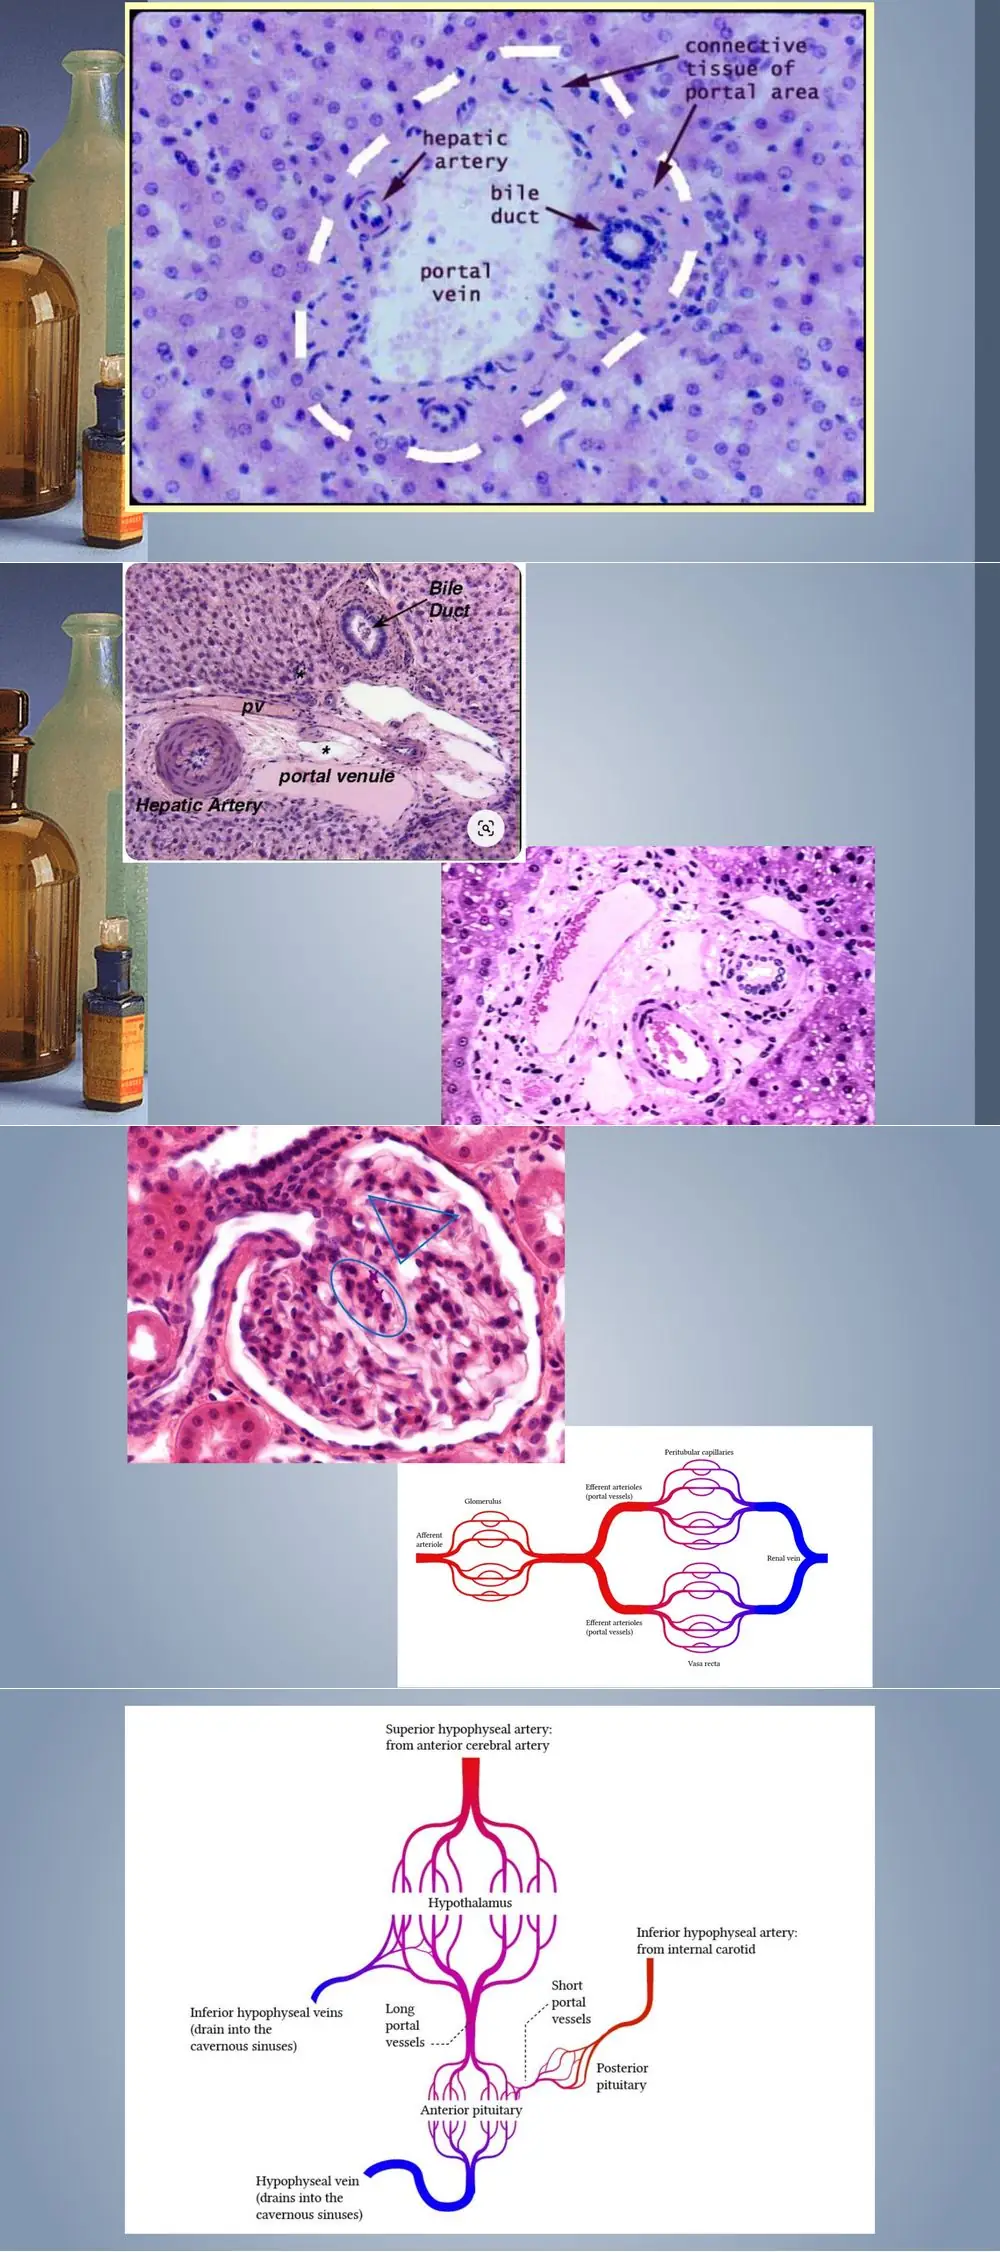 connective
tissue of
portal area
hepatic
artery
bile
duct
portal
vein
Bile
Duct
*
pv
*
portal venule
Hepatic Artery
Peritubular capillaries
Efferent arterioles
(portal vessels)
Glomerulus
Afferent
arteriole
Renal vein
Efferent arterioles
(portal vessels)
Vasa recta
Superior hypophyseal artery:
from anterior cerebral artery
Hypothalamus
Inferior hypophyseal artery:
from internal carotid
Short
portal
vessels
Inferior hypophyseal veins
(drain into the
cavernous sinuses)
Long
portal
vessels
Posterior
pituitary
Anterior pituitary
Hypophyseal vein
(drains into the
cavernous sinuses)